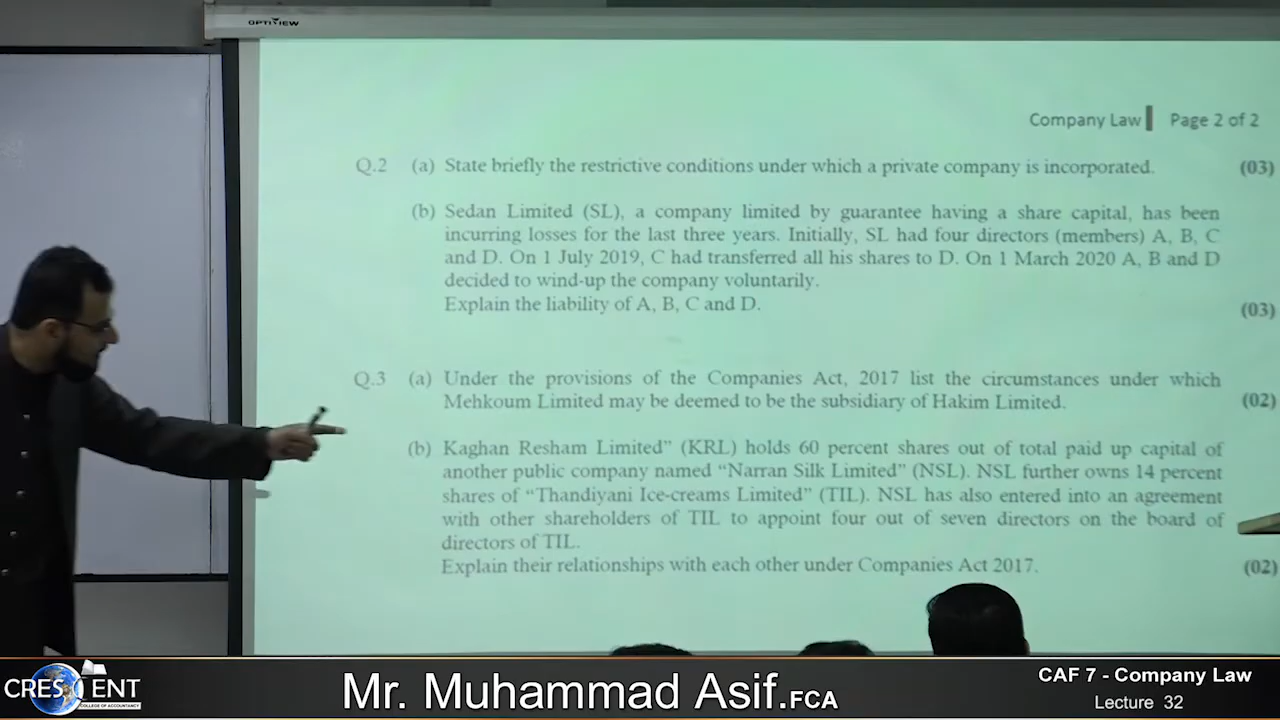 OPTIVIEW
Company Law Page 2 of 2
Q.2 (a) State briefly the restrictive conditions under which a private company is incorporated. (03)
(b) Sedan Limited (SL), a company limited by guarantee having a share capital, has been
incurring losses for the last three years. Initially, SL had four directors (members) A, B, C
and D. On 1 July 2019, C had transferred all his shares to D. On 1 March 2020 A, B and D
decided to wind-up the company voluntarily.
Explain the liability of A, B, C and D. (03)
Q.3 (a) Under the provisions of the Companies Act, 2017 list the circumstances under which
Mehkoum Limited may be deemed to be the subsidiary of Hakim Limited. (02)
(b) Kaghan Resham Limited” (KRL) holds 60 percent shares out of total paid up capital of
another public company named “Narran Silk Limited” (NSL). NSL further owns 14 percent
shares of “Thandiyani Ice-creams Limited” (TIL). NSL has also entered into an agreement
with other shareholders of TIL to appoint four out of seven directors on the board of
directors of TIL.
Explain their relationships with each other under Companies Act 2017. (02)
CRESCENT
COLLEGE OF ACCOUNTANCY
Mr. Muhammad Asif.FCA
CAF 7 - Company Law
Lecture 32